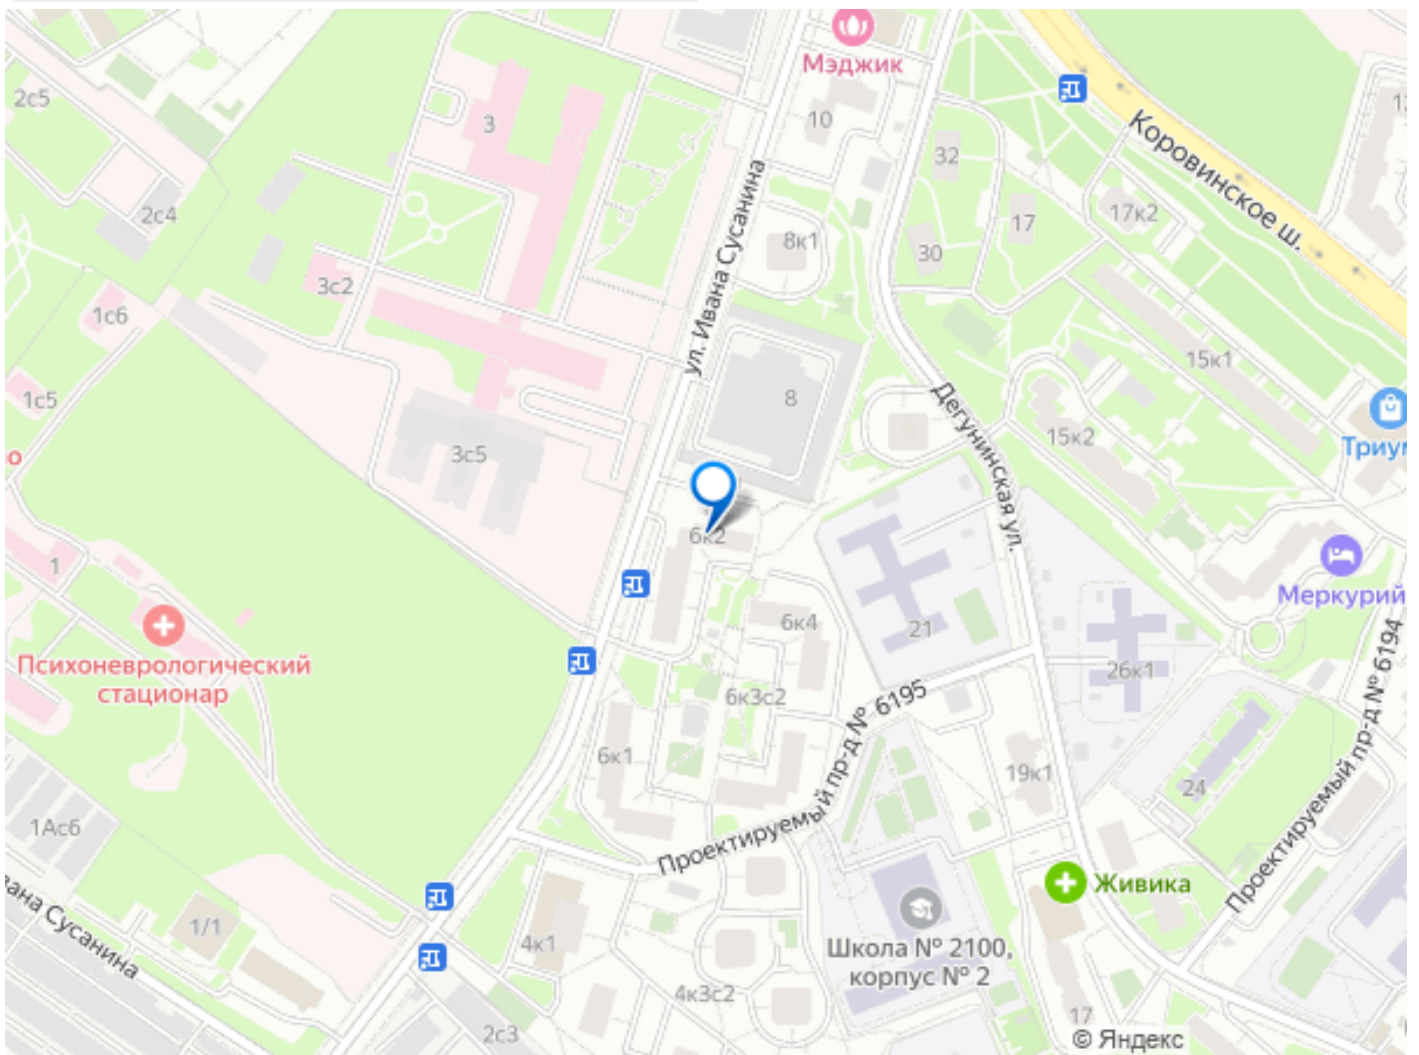 Мэджик
2с5
3
10
Коровинское ш.
32
2с4
ул. Ивана Сусанина
17
17к2
8к1
30
3с2
1с6
15к1
1с5
8
Дегунинская ул.
15к2
Триум
3с5
о
6к2
1
Меркурий
6к4
21
Психоневрологический
стационар
26к1
6к3с2
Проектируемый пр-д № 6195
Проектируемый пр-д № 6194
6к1
19к1
24
1Ас6
Живика
вана Сусанина
1/1
4к1
Школа № 2100,
корпус № 2
4к3с2
2с3
17
© Яндекс